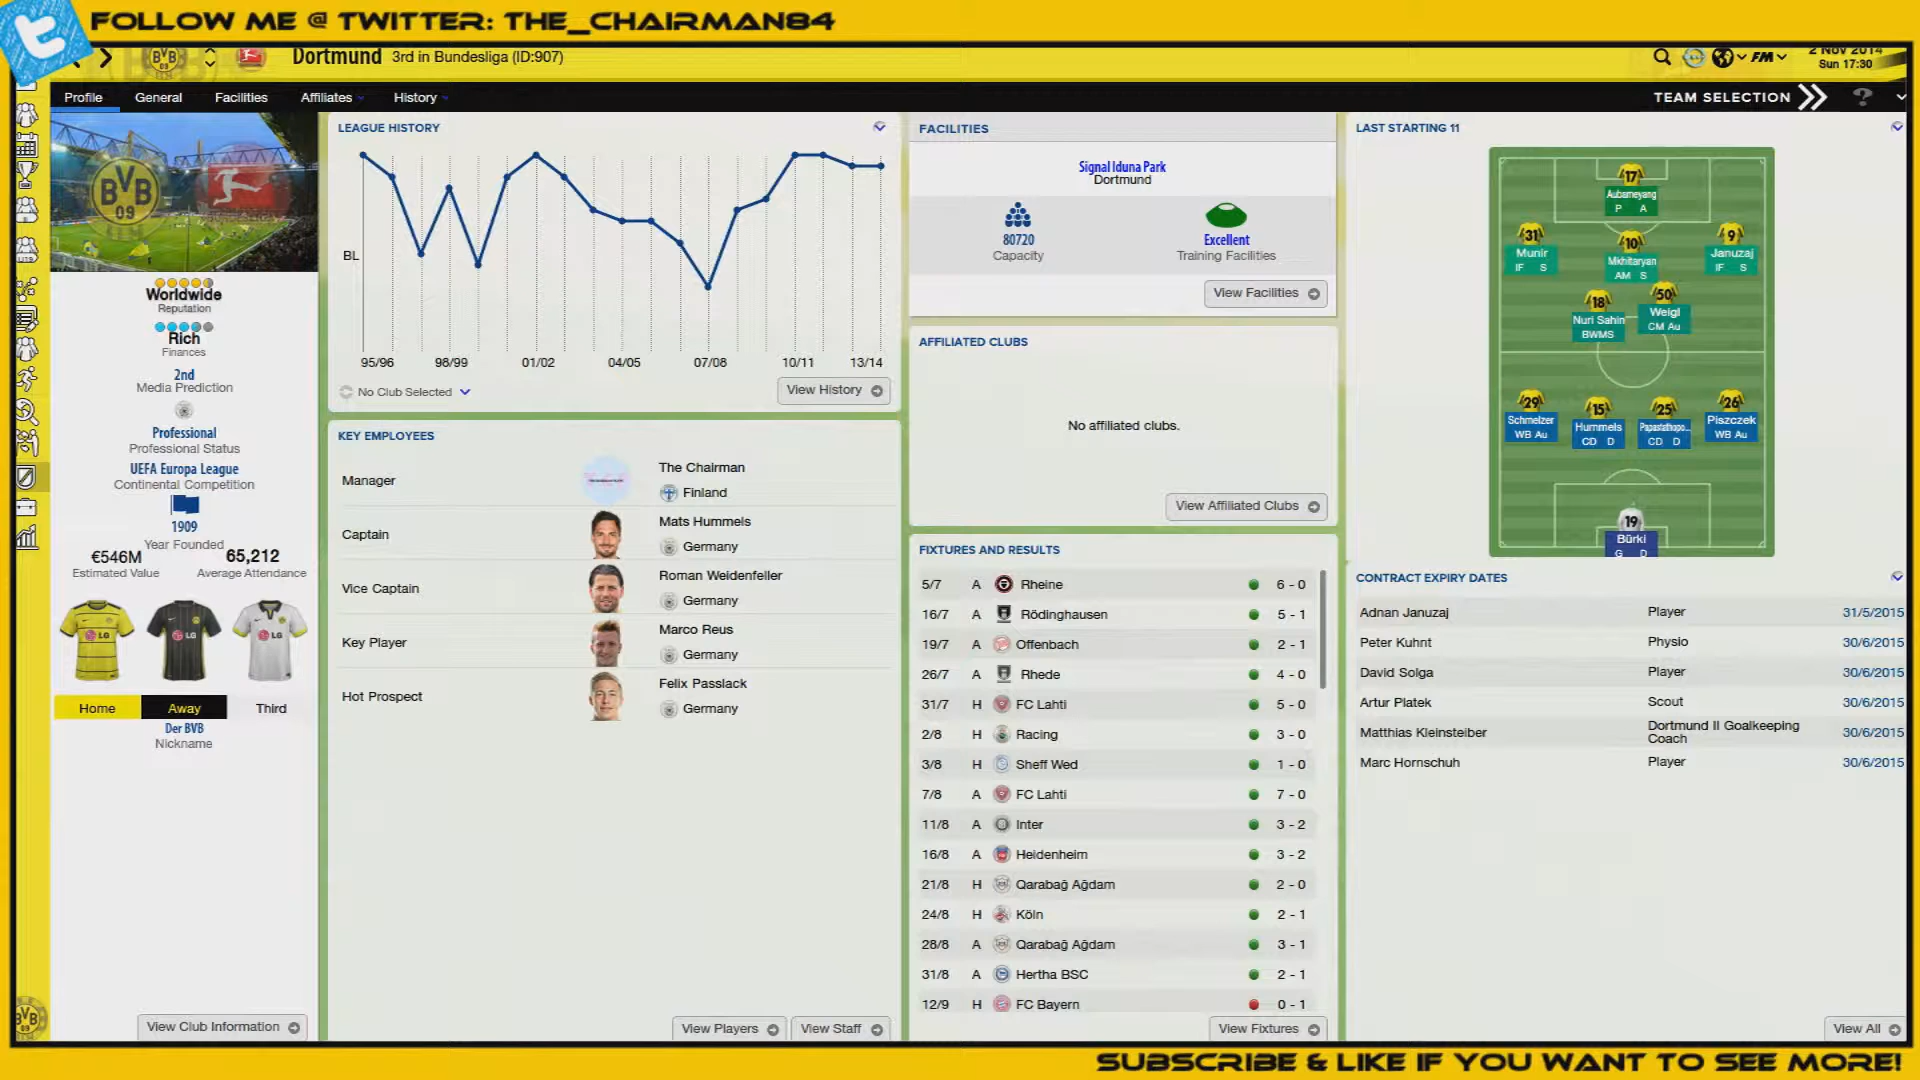 FOLLOW ME @ TWITTER: THE_CHAIRMAN84
Dortmund 3rd in Bundesliga (ID:907)
FM
2 Nov 2014
Sun 17:30
Profile General Facilities Affiliates History
TEAM SELECTION
BVB 09
Worldwide
Reputation
Rich
Finances
2nd
Media Prediction
Professional
Professional Status
UEFA Europa League
Continental Competition
1909
Year Founded
€546M
Estimated Value
65,212
Average Attendance
LG LG LG
Home Away Third
Der BVB
Nickname
View Club Information
LEAGUE HISTORY
BL
95/96 98/99 01/02 04/05 07/08 10/11 13/14
No Club Selected
View History
KEY EMPLOYEES
Manager The Chairman
Finland
Captain Mats Hummels
Germany
Vice Captain Roman Weidenfeller
Germany
Key Player Marco Reus
Germany
Hot Prospect Felix Passlack
Germany
View Players View Staff
FACILITIES
Signal Iduna Park
Dortmund
80720
Capacity
Excellent
Training Facilities
View Facilities
AFFILIATED CLUBS
No affiliated clubs.
View Affiliated Clubs
FIXTURES AND RESULTS
5/7 A Rheine 6 - 0
16/7 A Rödinghausen 5 - 1
19/7 A Offenbach 2 - 1
26/7 A Rhede 4 - 0
31/7 H FC Lahti 5 - 0
2/8 H Racing 3 - 0
3/8 H Sheff Wed 1 - 0
7/8 A FC Lahti 7 - 0
11/8 A Inter 3 - 2
16/8 A Heidenheim 3 - 2
21/8 H Qarabağ Ağdam 2 - 0
24/8 H Köln 2 - 1
28/8 A Qarabağ Ağdam 3 - 1
31/8 A Hertha BSC 2 - 1
12/9 H FC Bayern 0 - 1
View Fixtures
LAST STARTING 11
17
Aubameyang
P A
31 10 9
Munir Mkhitaryan Januzaj
IF S AM S IF S
18 50
Nuri Sahin Weigl
BWMS CM Au
29 15 25 26
Schmelzer Hummels Papastathopo... Piszczek
WB Au CD D CD D WB Au
19
Bürki
G D
CONTRACT EXPIRY DATES
Adnan Januzaj Player 31/5/2015
Peter Kuhnt Physio 30/6/2015
David Solga Player 30/6/2015
Artur Platek Scout 30/6/2015
Matthias Kleinsteiber Dortmund II Goalkeeping Coach 30/6/2015
Marc Hornschuh Player 30/6/2015
View All
SUBSCRIBE & LIKE IF YOU WANT TO SEE MORE!